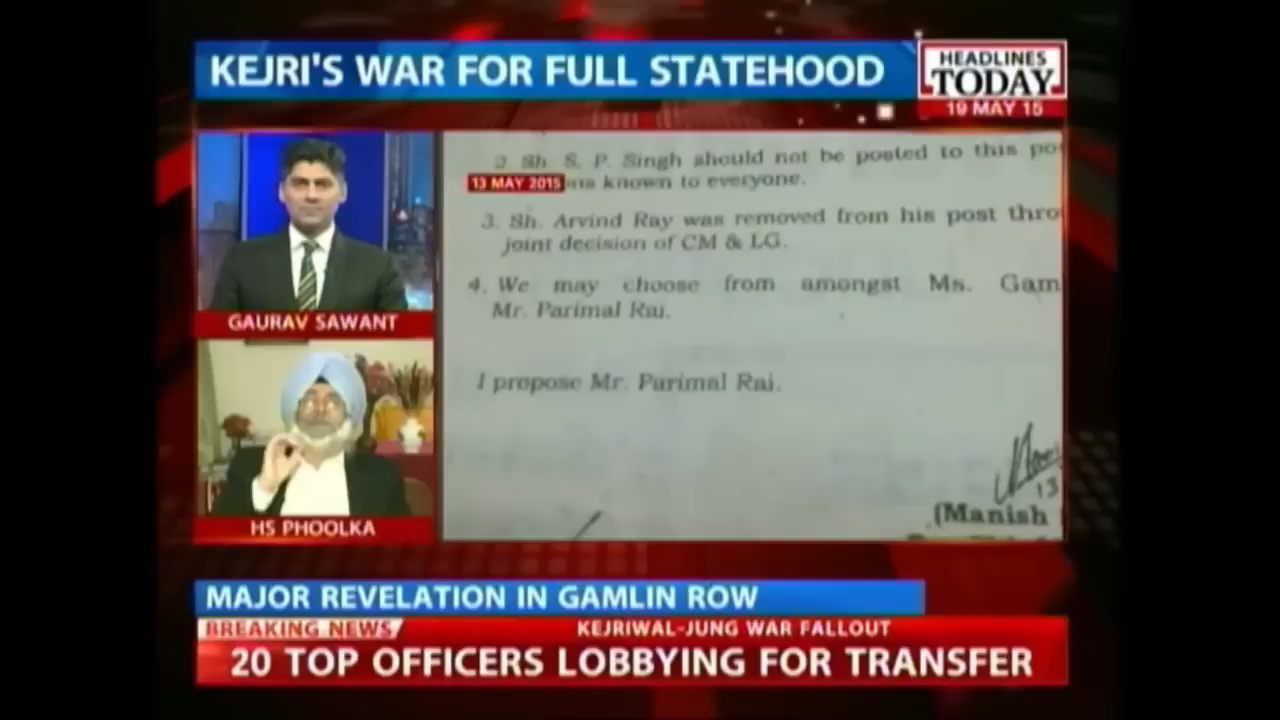 KEJRI'S WAR FOR FULL STATEHOOD
HEADLINES
TODAY
19 MAY 15
2. Sh. S. P. Singh should not be posted to this
13 MAY 2015
known to everyone.
3. Sh. Arvind Ray was removed from his post thro
joint decision of CM & LG.
4. We may choose from amongst Ms. Gam
Mr. Parimal Rai.
I propose Mr. Parimal Rai.
13
(Manish
GAURAV SAWANT
HS PHOOLKA
MAJOR REVELATION IN GAMLIN ROW
BREAKING NEWS
KEJRIWAL-JUNG WAR FALLOUT
20 TOP OFFICERS LOBBYING FOR TRANSFER